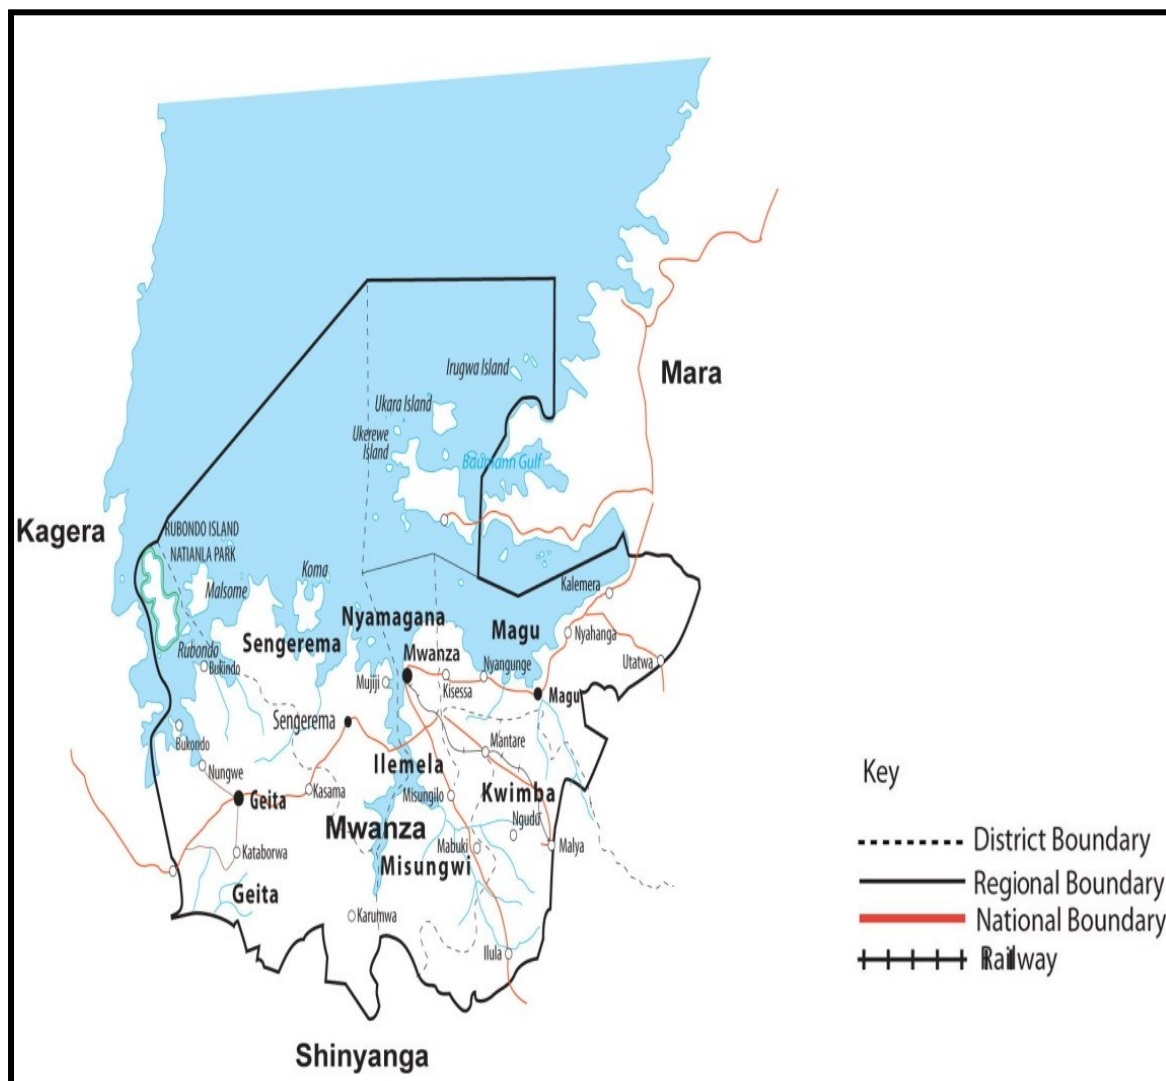 Irugwa Island
Mara
Ukara Island
Ukerewe
Island
Baumann Gulf
Kagera
RUBONDO ISLAND
NATIANLA PARK
Koma
Malsome
Kalemera
Nyamagana
Magu
Sengerema
Nyahanga
Rubondo
Bukindo
Mwanza
Nyangunge
Utatwa
Mujiji
Kisessa
Magu
Sengerema
Bukondo
Mantare
Nungwe
Ilemela
Geita
Kasama
Misungilo
Kwimba
Ngudu
Mwanza
Kataborwa
Mabuki
Malya
Misungwi
Geita
Karumwa
Ilula
Shinyanga
Key
District Boundary
Regional Boundary
National Boundary
Railway